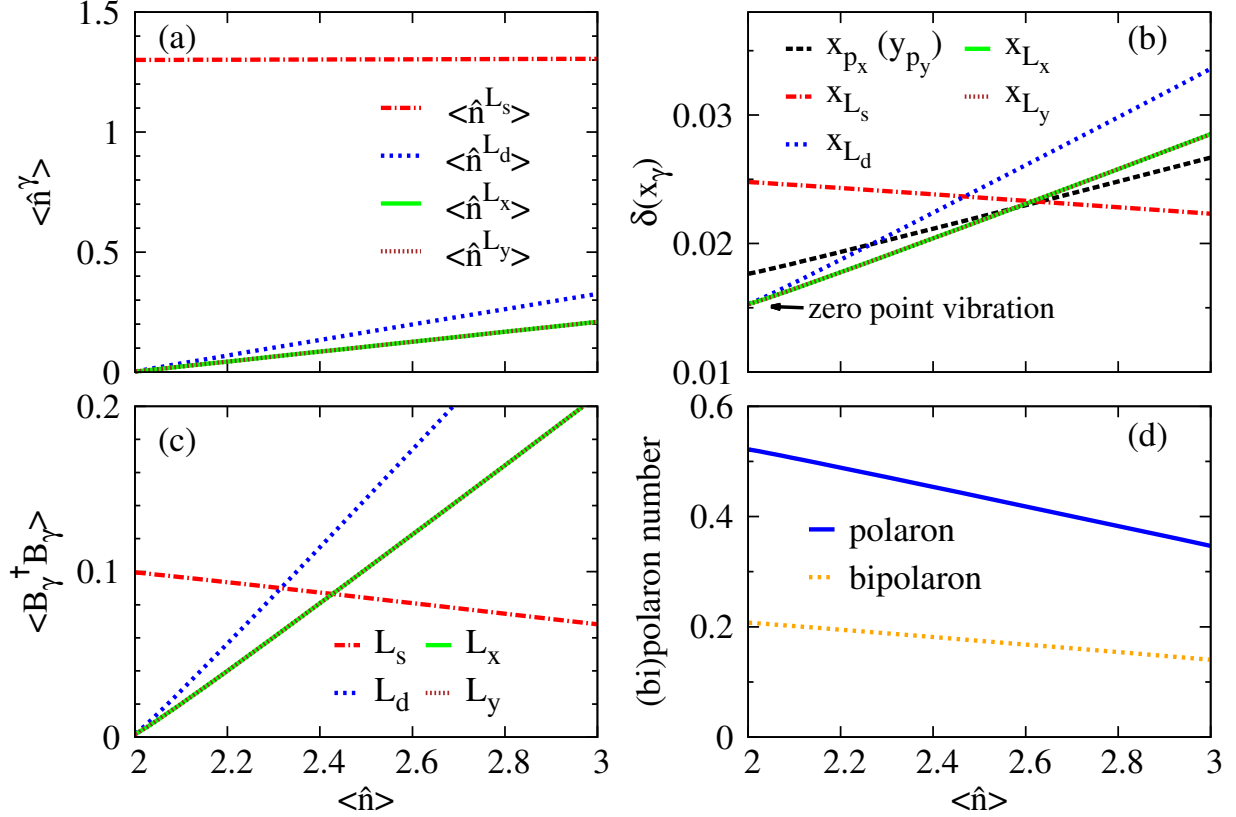 (a)
1.5
1
0.5
0
<n̂^γ>
<n̂^{L_s}>
<n̂^{L_d}>
<n̂^{L_x}>
<n̂^{L_y}>
(b)
0.03
0.02
0.01
δ(x_γ)
x_{p_x} (y_{p_y}) x_{L_x}
x_{L_s} x_{L_y}
x_{L_d}
zero point vibration
(c)
0.2
0.1
0
<B_γ^† B_γ>
L_s L_x
L_d L_y
2 2.2 2.4 2.6 2.8 3
<n̂>
(d)
0.6
0.4
0.2
0
(bi)polaron number
polaron
bipolaron
2 2.2 2.4 2.6 2.8 3
<n̂>